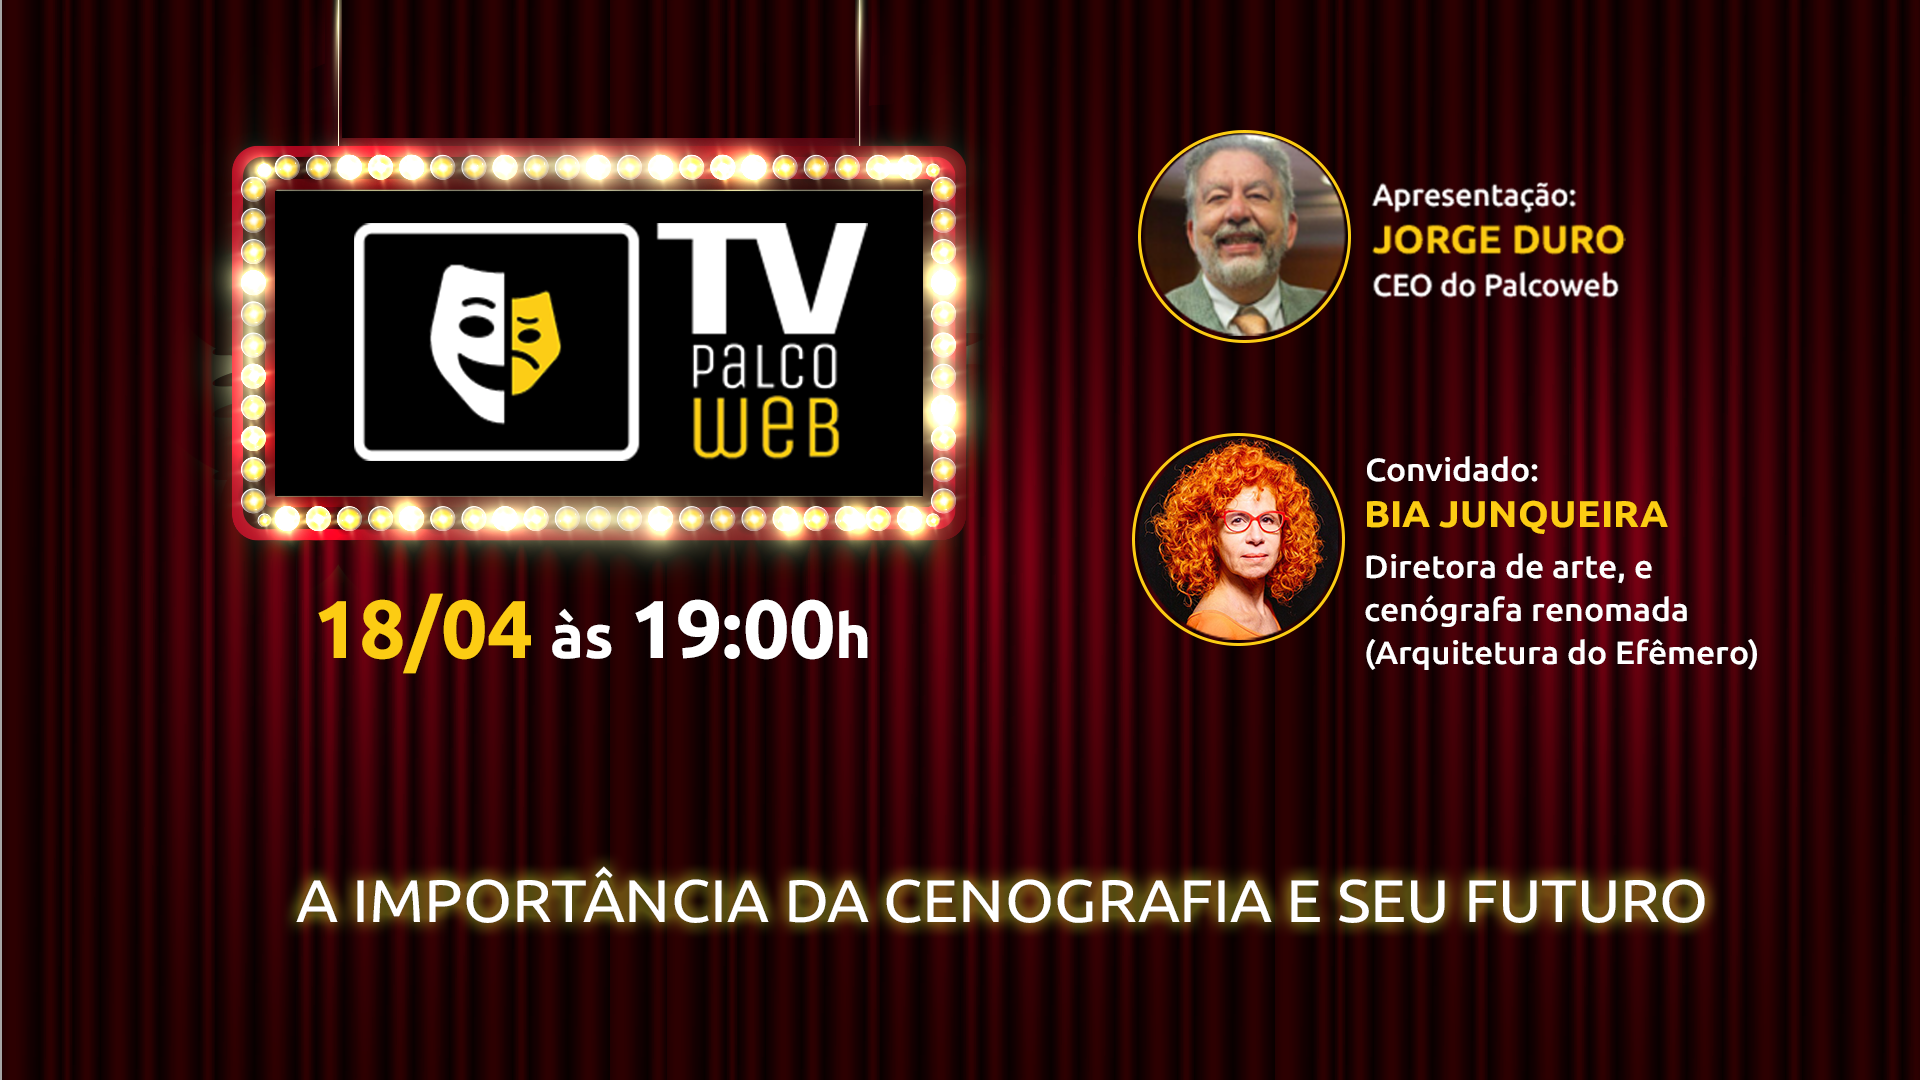 TV
PALCO
WEB
18/04 às 19:00h
Apresentação:
JORGE DURO
CEO do Palcoweb
Convidado:
BIA JUNQUEIRA
Diretora de arte, e
cenógrafa renomada
(Arquitetura do Efêmero)
A IMPORTÂNCIA DA CENOGRAFIA E SEU FUTURO